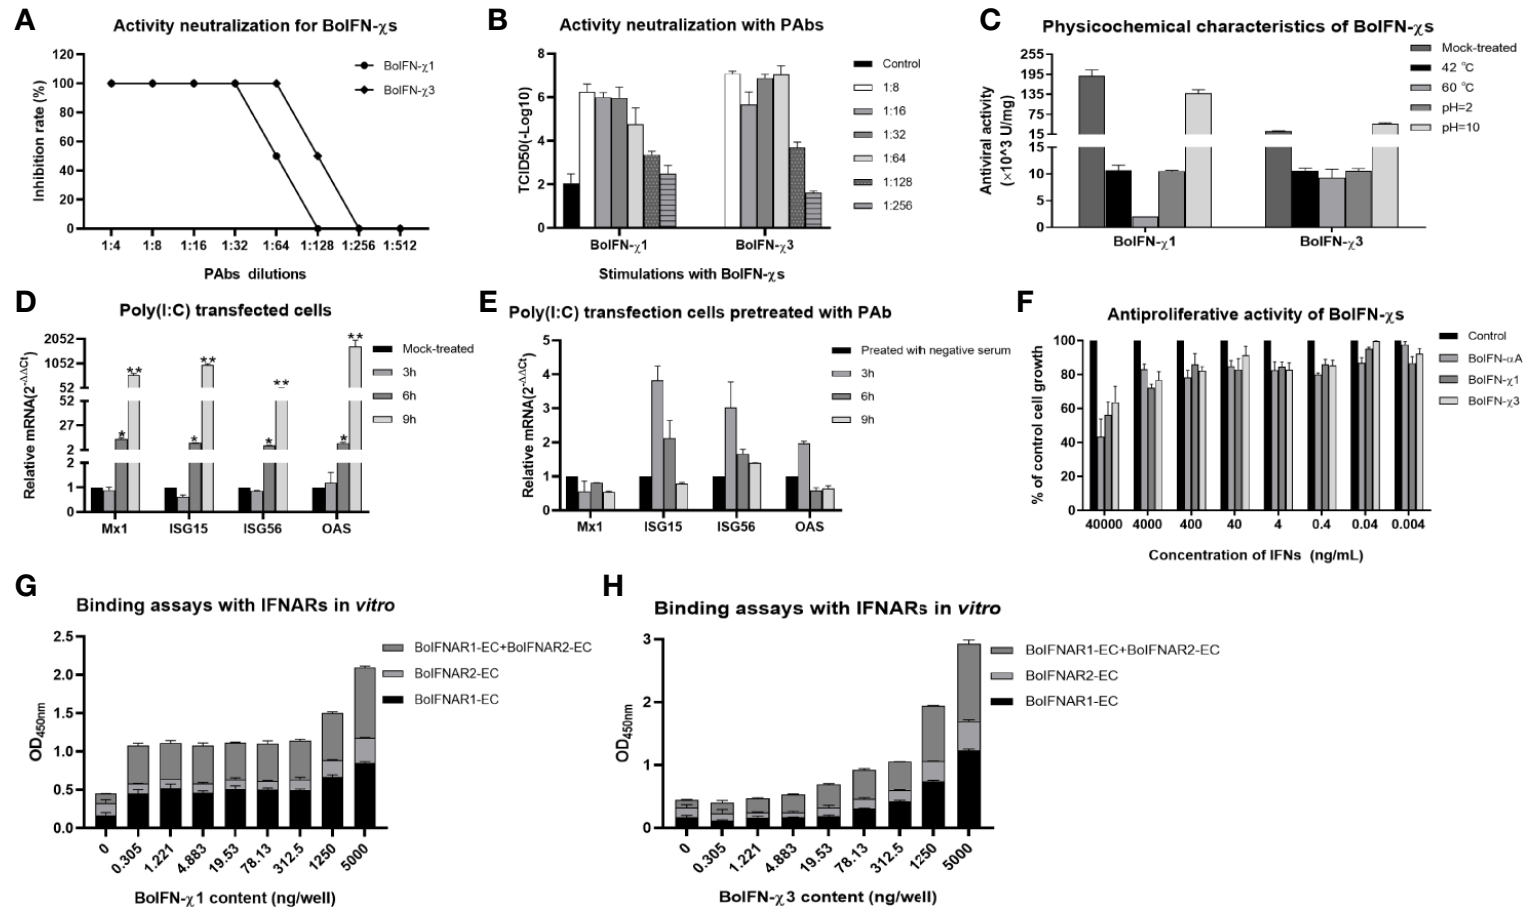 A
Activity neutralization for BoIFN-χs
120
100
80
60
40
20
0
Inhibition rate (%)
BoIFN-χ1
BoIFN-χ3
1:4 1:8 1:16 1:32 1:64 1:128 1:256 1:512
PAbs dilutions
B
Activity neutralization with PAbs
8
6
4
2
0
TCID50(-Log10)
Control
1:8
1:16
1:32
1:64
1:128
1:256
BoIFN-χ1 BoIFN-χ3
Stimulations with BoIFN-χs
C
Physicochemical characteristics of BoIFN-χs
255
195
135
75
15
15
10
5
0
Antiviral activity
(×10^3 U/mg)
Mock-treated
42 ℃
60 ℃
pH=2
pH=10
BoIFN-χ1 BoIFN-χ3
D
Poly(I:C) transfected cells
2052
1052
52
52
27
2
2
1
0
Relative mRNA(2-ΔΔCt)
** ** ** **
* * * *
Mock-treated
3h
6h
9h
Mx1 ISG15 ISG56 OAS
E
Poly(I:C) transfection cells pretreated with PAb
5
4
3
2
1
0
Relative mRNA(2-ΔΔCt)
Preated with negative serum
3h
6h
9h
Mx1 ISG15 ISG56 OAS
F
Antiproliferative activity of BoIFN-χs
100
80
60
40
20
0
% of control cell growth
Control
BoIFN-αA
BoIFN-χ1
BoIFN-χ3
40000 4000 400 40 4 0.4 0.04 0.004
Concentration of IFNs (ng/mL)
G
Binding assays with IFNARs in vitro
2.5
2.0
1.5
1.0
0.5
0.0
OD450nm
BoIFNAR1-EC+BoIFNAR2-EC
BoIFNAR2-EC
BoIFNAR1-EC
0 0.305 1.221 4.883 19.53 78.13 312.5 1250 5000
BoIFN-χ1 content (ng/well)
H
Binding assays with IFNARs in vitro
3
2
1
0
OD450nm
BoIFNAR1-EC+BoIFNAR2-EC
BoIFNAR2-EC
BoIFNAR1-EC
0 0.305 1.221 4.883 19.53 78.13 312.5 1250 5000
BoIFN-χ3 content (ng/well)